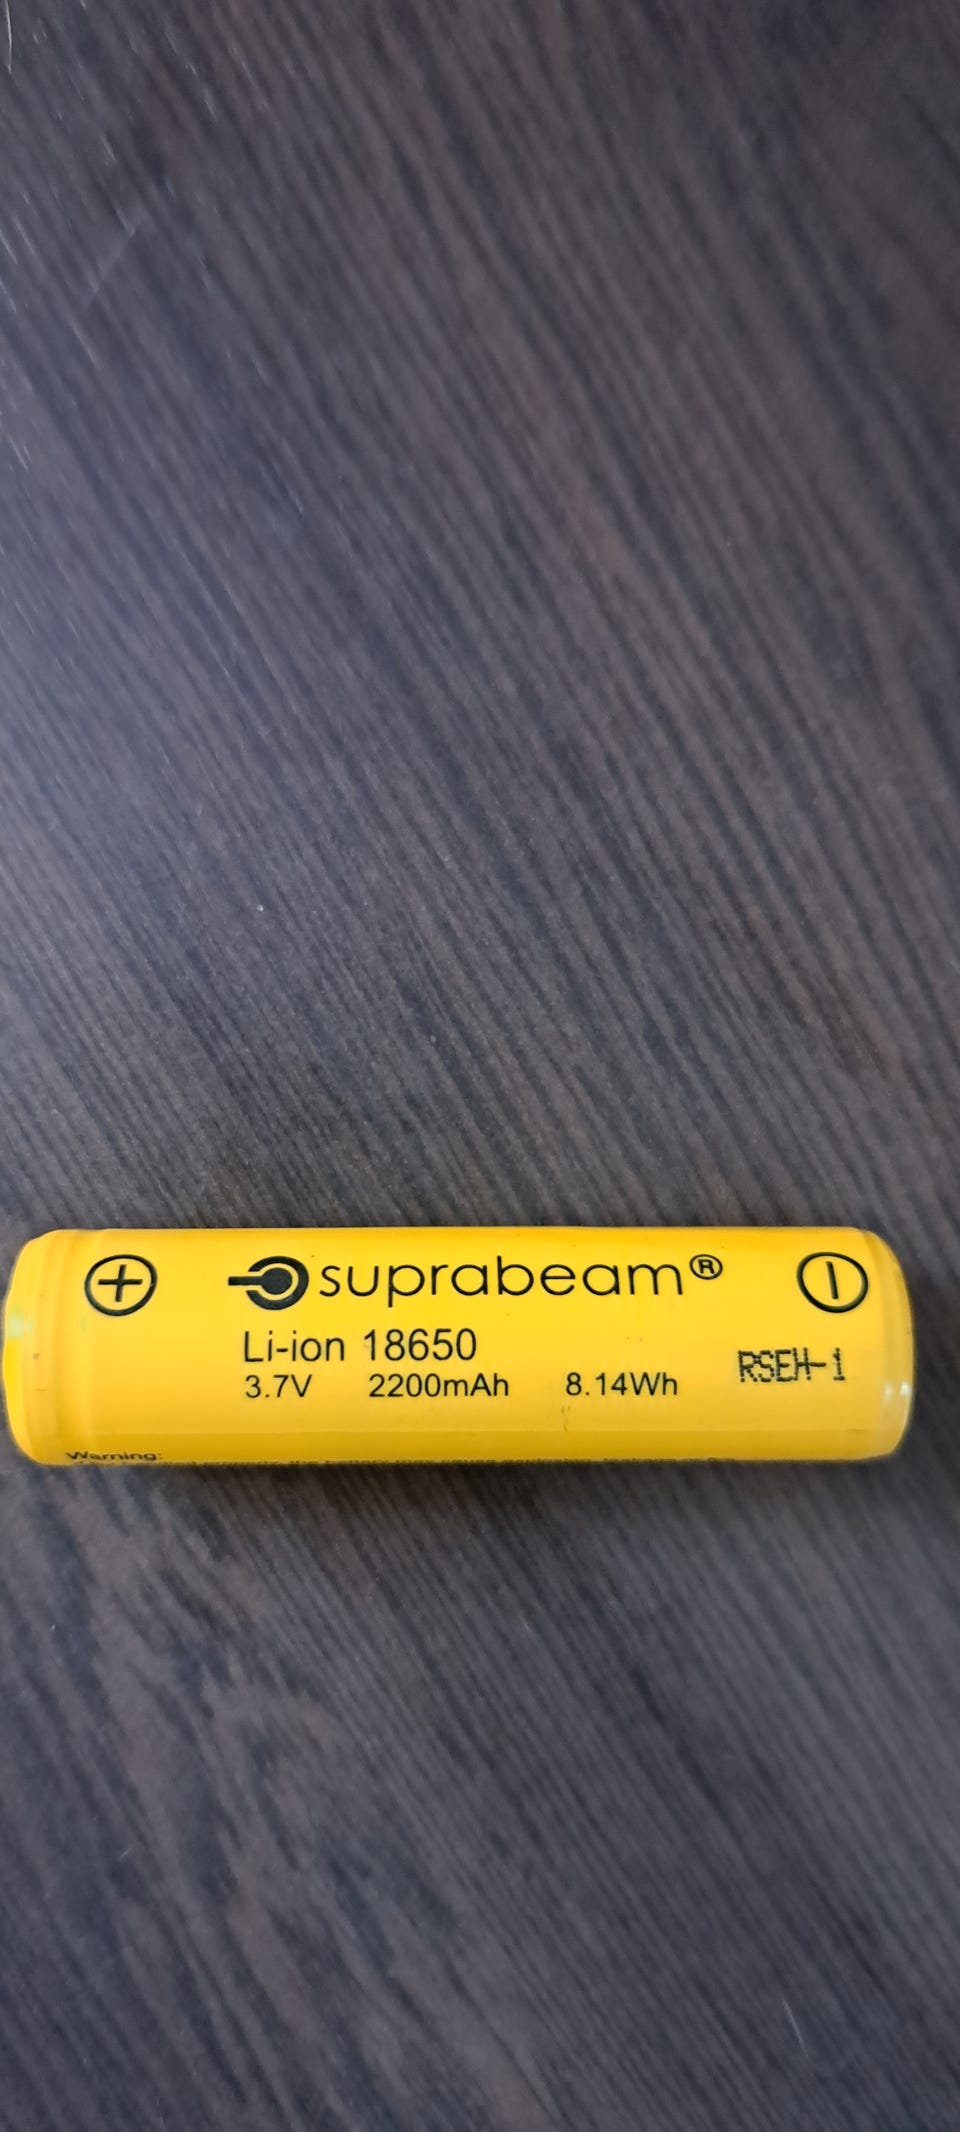 suprabeam®
Li-ion 18650
3.7V 2200mAh 8.14Wh
RSEH-1
Warning: